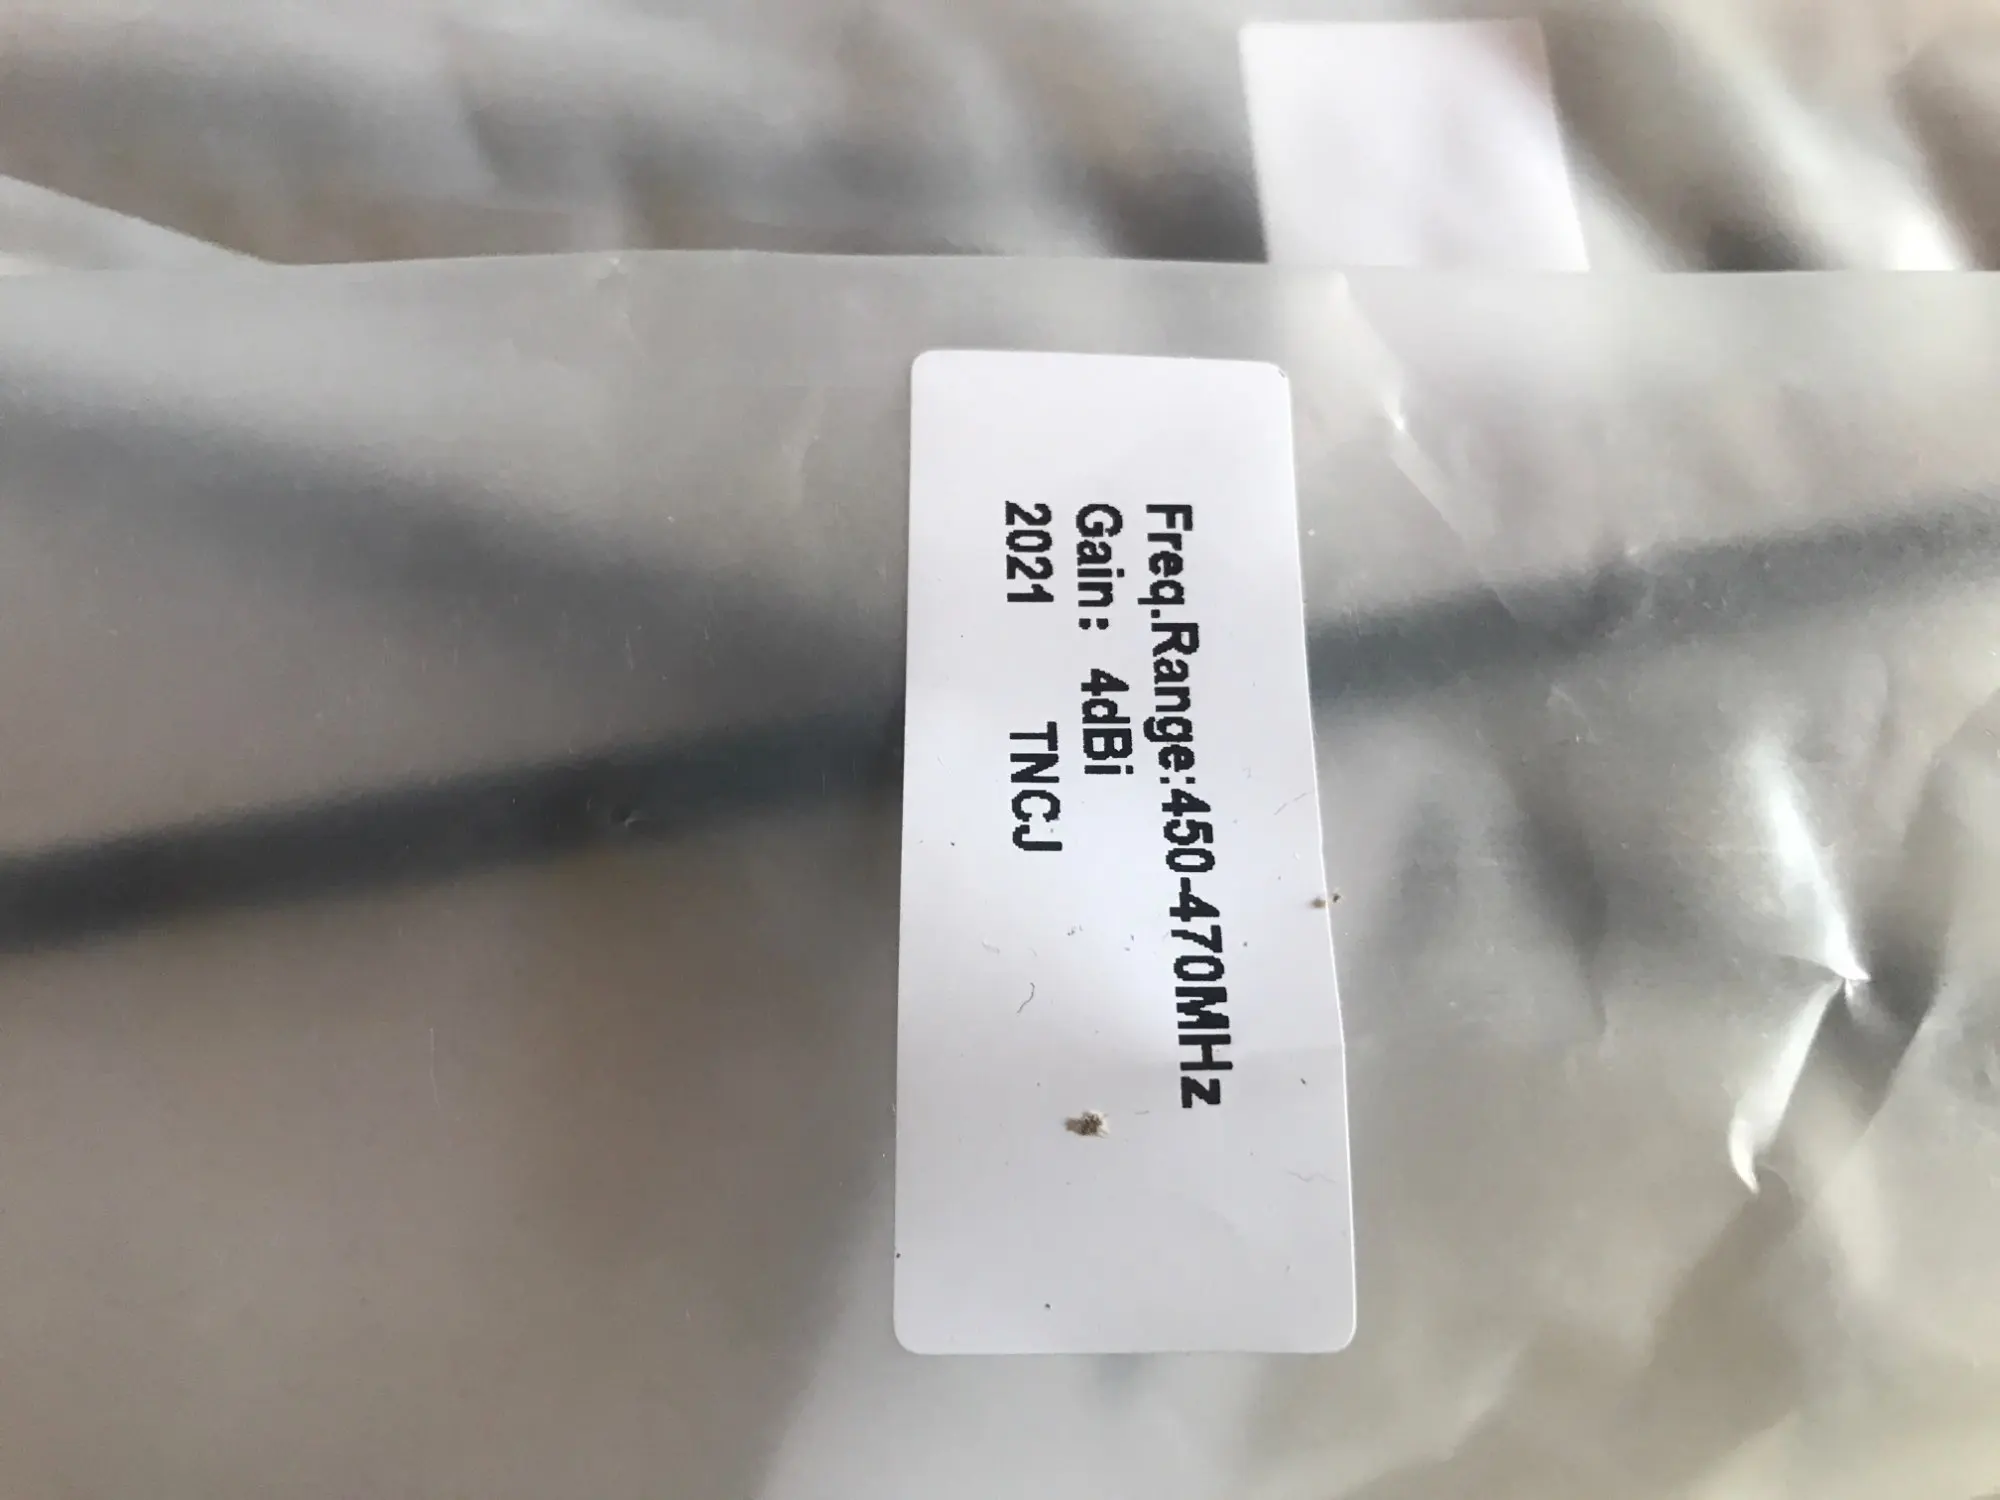 Freq.Range:450-470MHz
Gain: 4dBi
2021 TNCJ